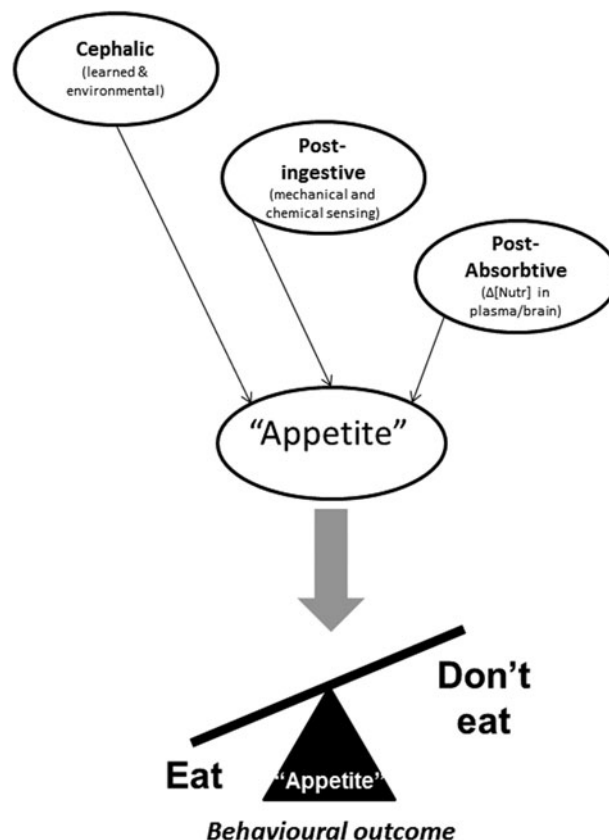 Cephalic
(learned &
environmental)
Post-
ingestive
(mechanical and
chemical sensing)
Post-
Absorbtive
(Δ[Nutr] in
plasma/brain)
“Appetite”
Don’t
eat
Eat
“Appetite”
Behavioural outcome